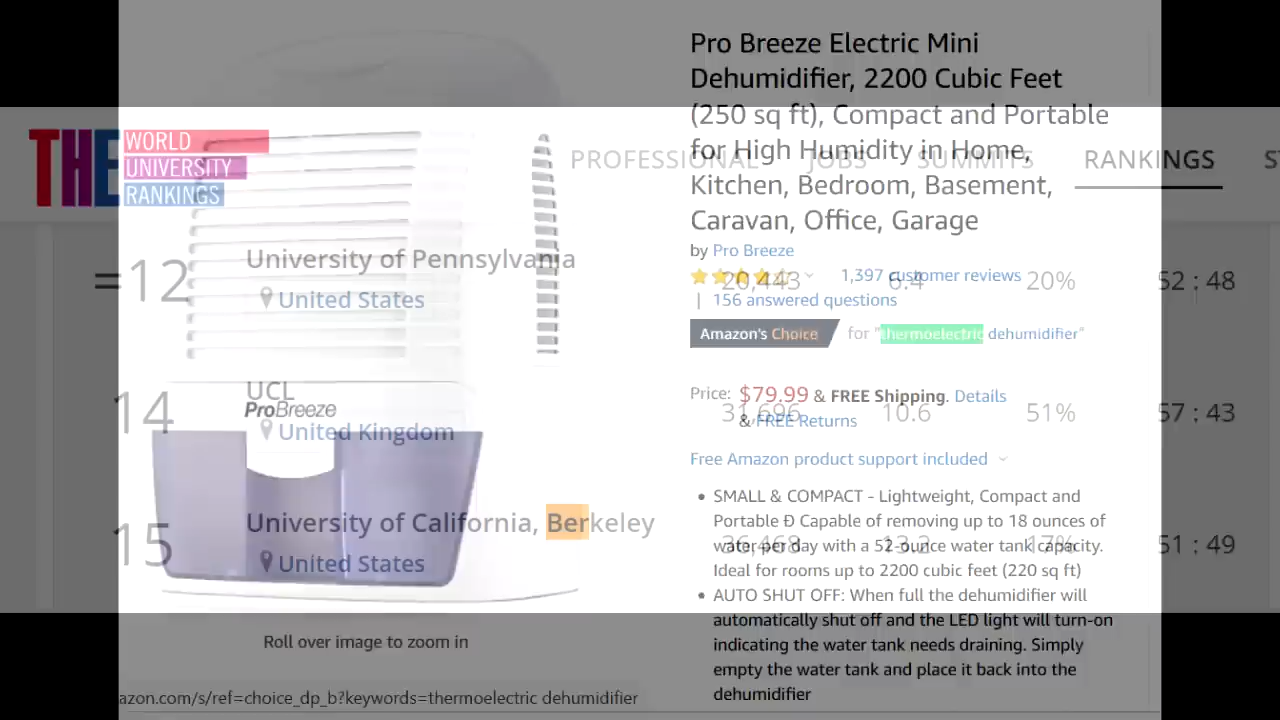 Pro Breeze Electric Mini
Dehumidifier, 2200 Cubic Feet
(250 sq ft), Compact and Portable
for High Humidity in Home,
Kitchen, Bedroom, Basement,
Caravan, Office, Garage
by Pro Breeze
1,397 customer reviews
| 156 answered questions
Amazon's Choice for "thermoelectric dehumidifier"
Price: $79.99 & FREE Shipping. Details
& FREE Returns
Free Amazon product support included
• SMALL & COMPACT - Lightweight, Compact and
Portable Ð Capable of removing up to 18 ounces of
water per day with a 52-ounce water tank capacity.
Ideal for rooms up to 2200 cubic feet (220 sq ft)
• AUTO SHUT OFF: When full the dehumidifier will
automatically shut off and the LED light will turn-on
indicating the water tank needs draining. Simply
empty the water tank and place it back into the
dehumidifier
THE WORLD
UNIVERSITY
RANKINGS
PROFESSIONAL JOBS SUMMITS RANKINGS
=12 University of Pennsylvania 20,443 6.4 20% 52 : 48
United States
14 UCL 31,696 10.6 51% 57 : 43
United Kingdom
15 University of California, Berkeley 36,468 13.2 17% 51 : 49
United States
ProBreeze
Roll over image to zoom in
azon.com/s/ref=choice_dp_b?keywords=thermoelectric dehumidifier